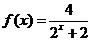 f(x) = 4/(2^x + 2)